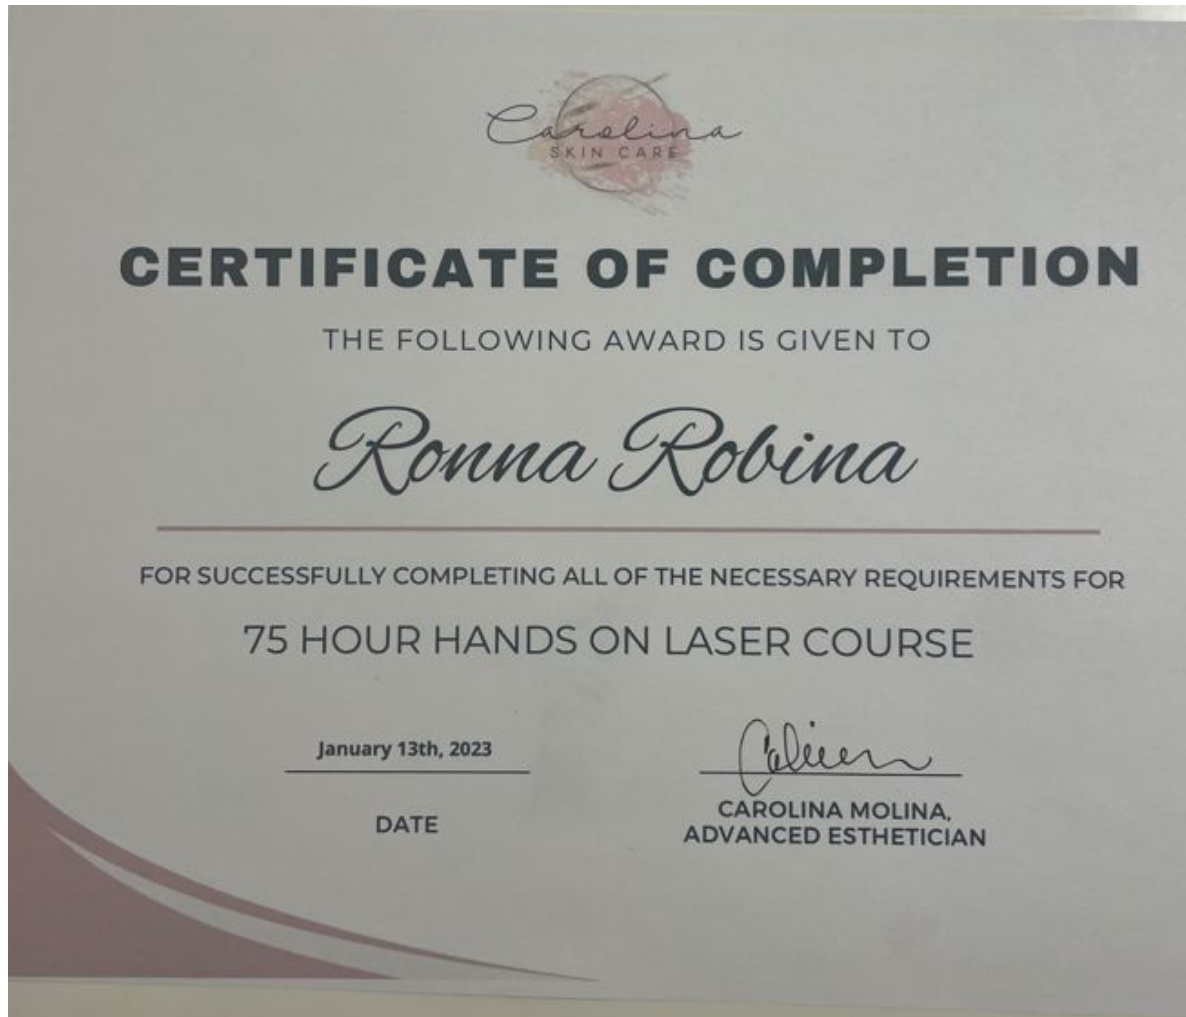 Carolina
SKIN CARE
CERTIFICATE OF COMPLETION
THE FOLLOWING AWARD IS GIVEN TO
Ronna Robina
FOR SUCCESSFULLY COMPLETING ALL OF THE NECESSARY REQUIREMENTS FOR
75 HOUR HANDS ON LASER COURSE
January 13th, 2023
DATE
CAROLINA MOLINA,
ADVANCED ESTHETICIAN